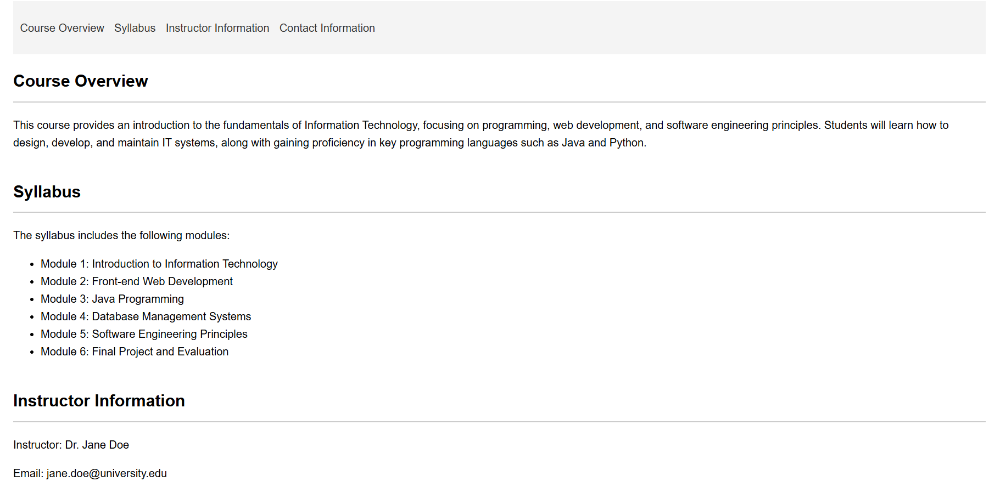 Course Overview Syllabus Instructor Information Contact Information
Course Overview
This course provides an introduction to the fundamentals of Information Technology, focusing on programming, web development, and software engineering principles. Students will learn how to
design, develop, and maintain IT systems, along with gaining proficiency in key programming languages such as Java and Python.
Syllabus
The syllabus includes the following modules:
• Module 1: Introduction to Information Technology
• Module 2: Front-end Web Development
• Module 3: Java Programming
• Module 4: Database Management Systems
• Module 5: Software Engineering Principles
• Module 6: Final Project and Evaluation
Instructor Information
Instructor: Dr. Jane Doe
Email: jane.doe@university.edu